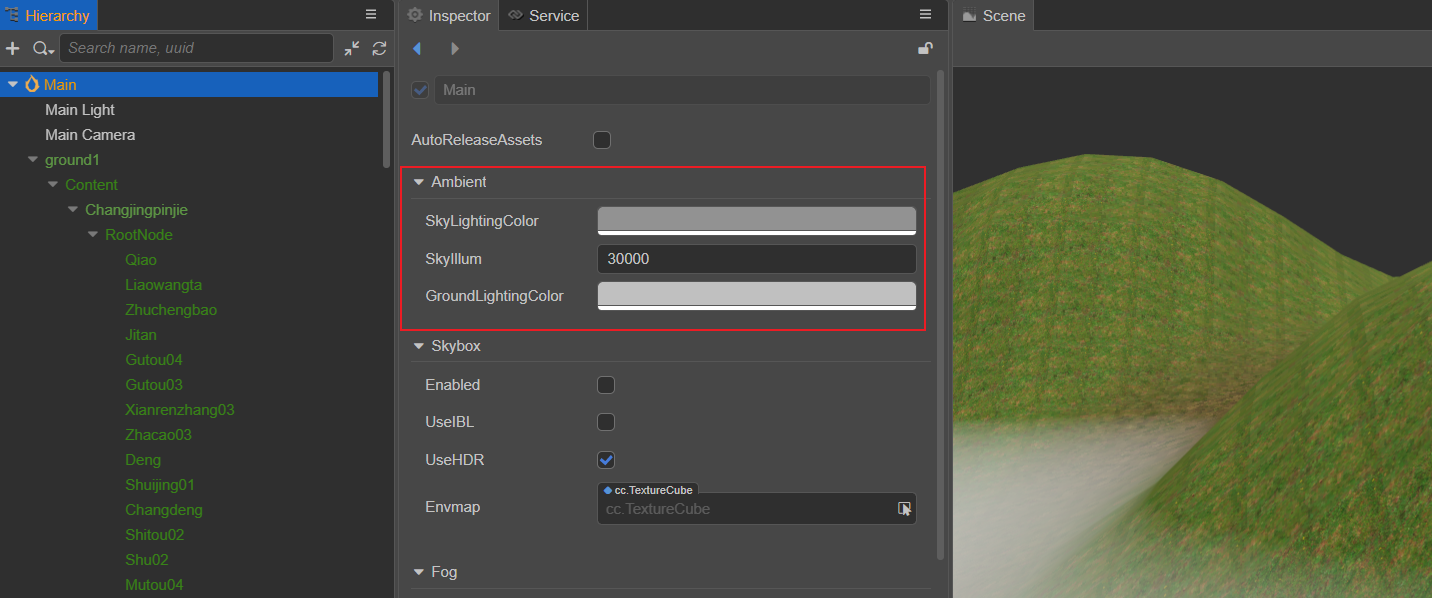 Hierarchy
Search name, uuid
Main
Main Light
Main Camera
ground1
Content
Changjingpinjie
RootNode
Qiao
Liaowangta
Zhuchengbao
Jitan
Gutou04
Gutou03
Xianrenzhang03
Zhacao03
Deng
Shuijing01
Changdeng
Shitou02
Shu02
Mutou04
Inspector
Service
Main
AutoReleaseAssets
Ambient
SkyLightingColor
SkyIllum 30000
GroundLightingColor
Skybox
Enabled
UseIBL
UseHDR
cc.TextureCube
Envmap cc.TextureCube
Fog
Scene